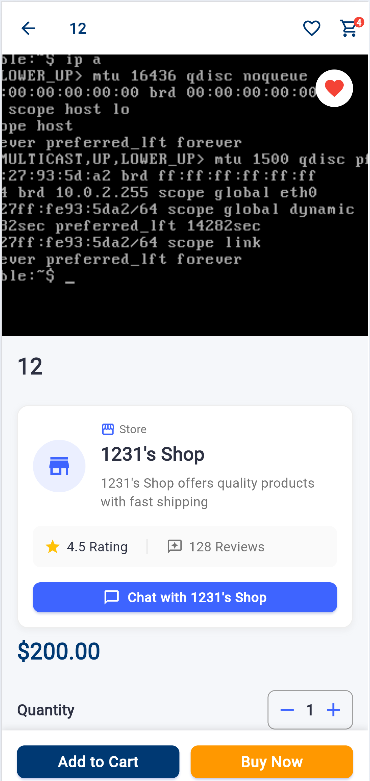 12
4
ble:~$ ip a
LOWER_UP> mtu 16436 qdisc noqueue
:00:00:00:00:00 brd 00:00:00:00:0
scope host lo
ope host
ever preferred_lft forever
MULTICAST,UP,LOWER_UP> mtu 1500 qdisc pf
:27:93:5d:a2 brd ff:ff:ff:ff:ff:ff
4 brd 10.0.2.255 scope global eth0
27ff:fe93:5da2/64 scope global dynamic
32sec preferred_lft 14282sec
27ff:fe93:5da2/64 scope link
ever preferred_lft forever
ble:~$ _
12
Store
1231's Shop
1231's Shop offers quality products
with fast shipping
4.5 Rating
128 Reviews
Chat with 1231's Shop
$200.00
Quantity
1
Add to Cart
Buy Now